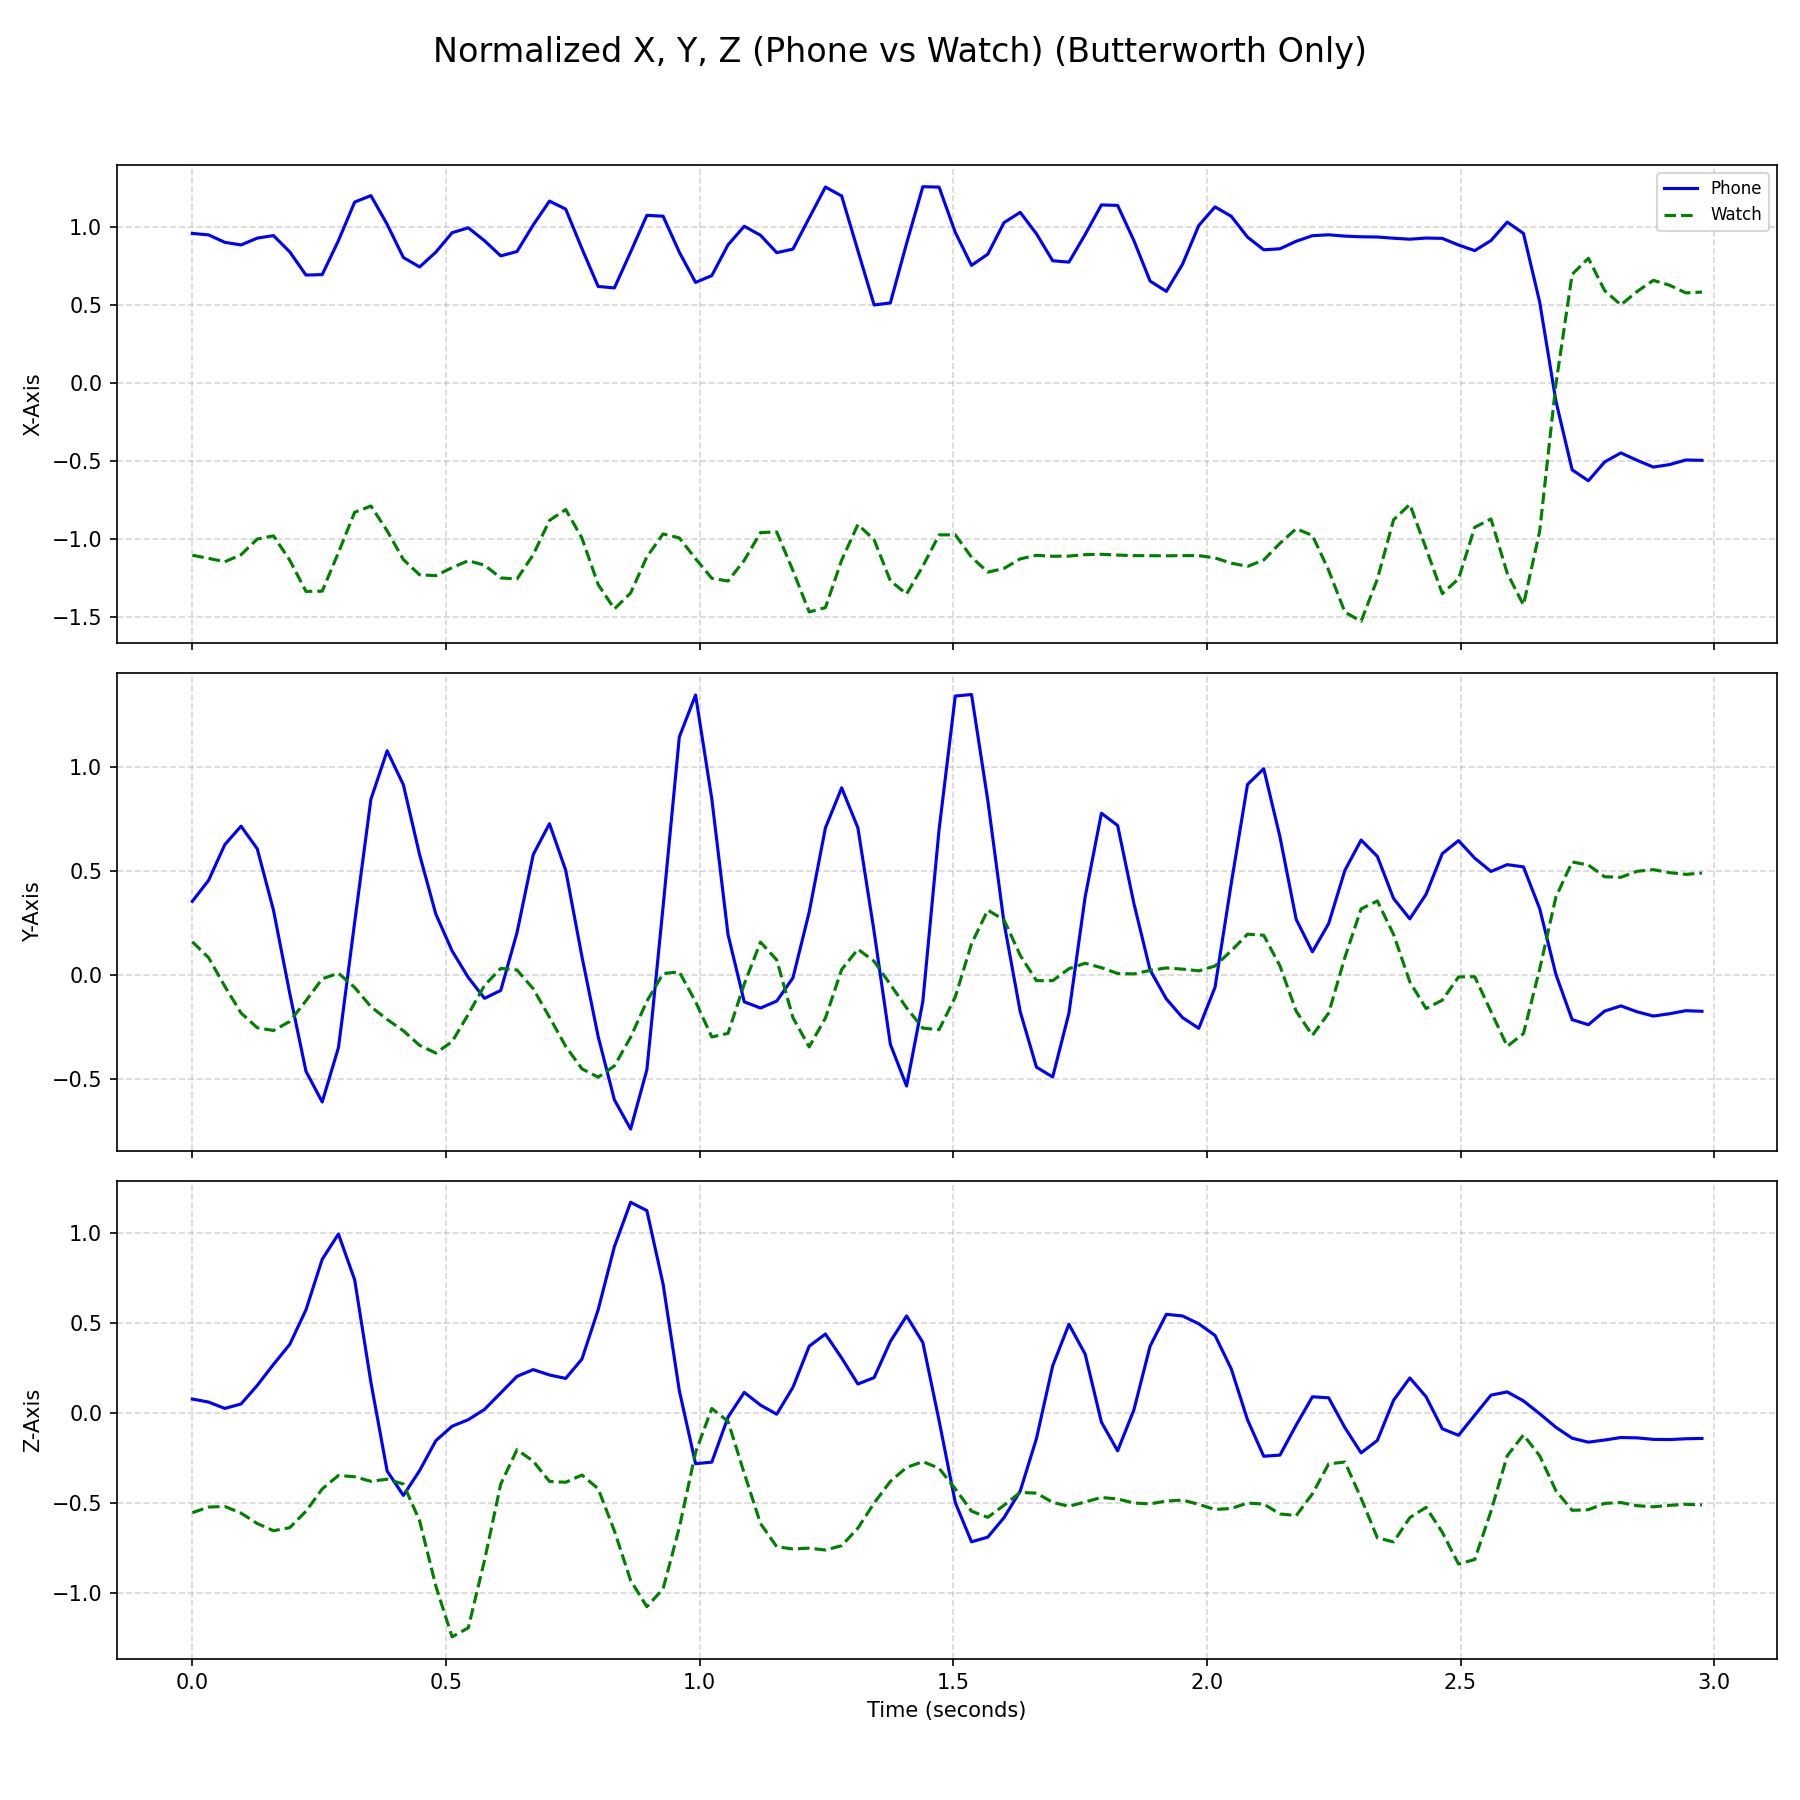 Normalized X, Y, Z (Phone vs Watch) (Butterworth Only)
Phone
Watch
X-Axis
1.0
0.5
0.0
−0.5
−1.0
−1.5
Y-Axis
1.0
0.5
0.0
−0.5
Z-Axis
1.0
0.5
0.0
−0.5
−1.0
0.0 0.5 1.0 1.5 2.0 2.5 3.0
Time (seconds)